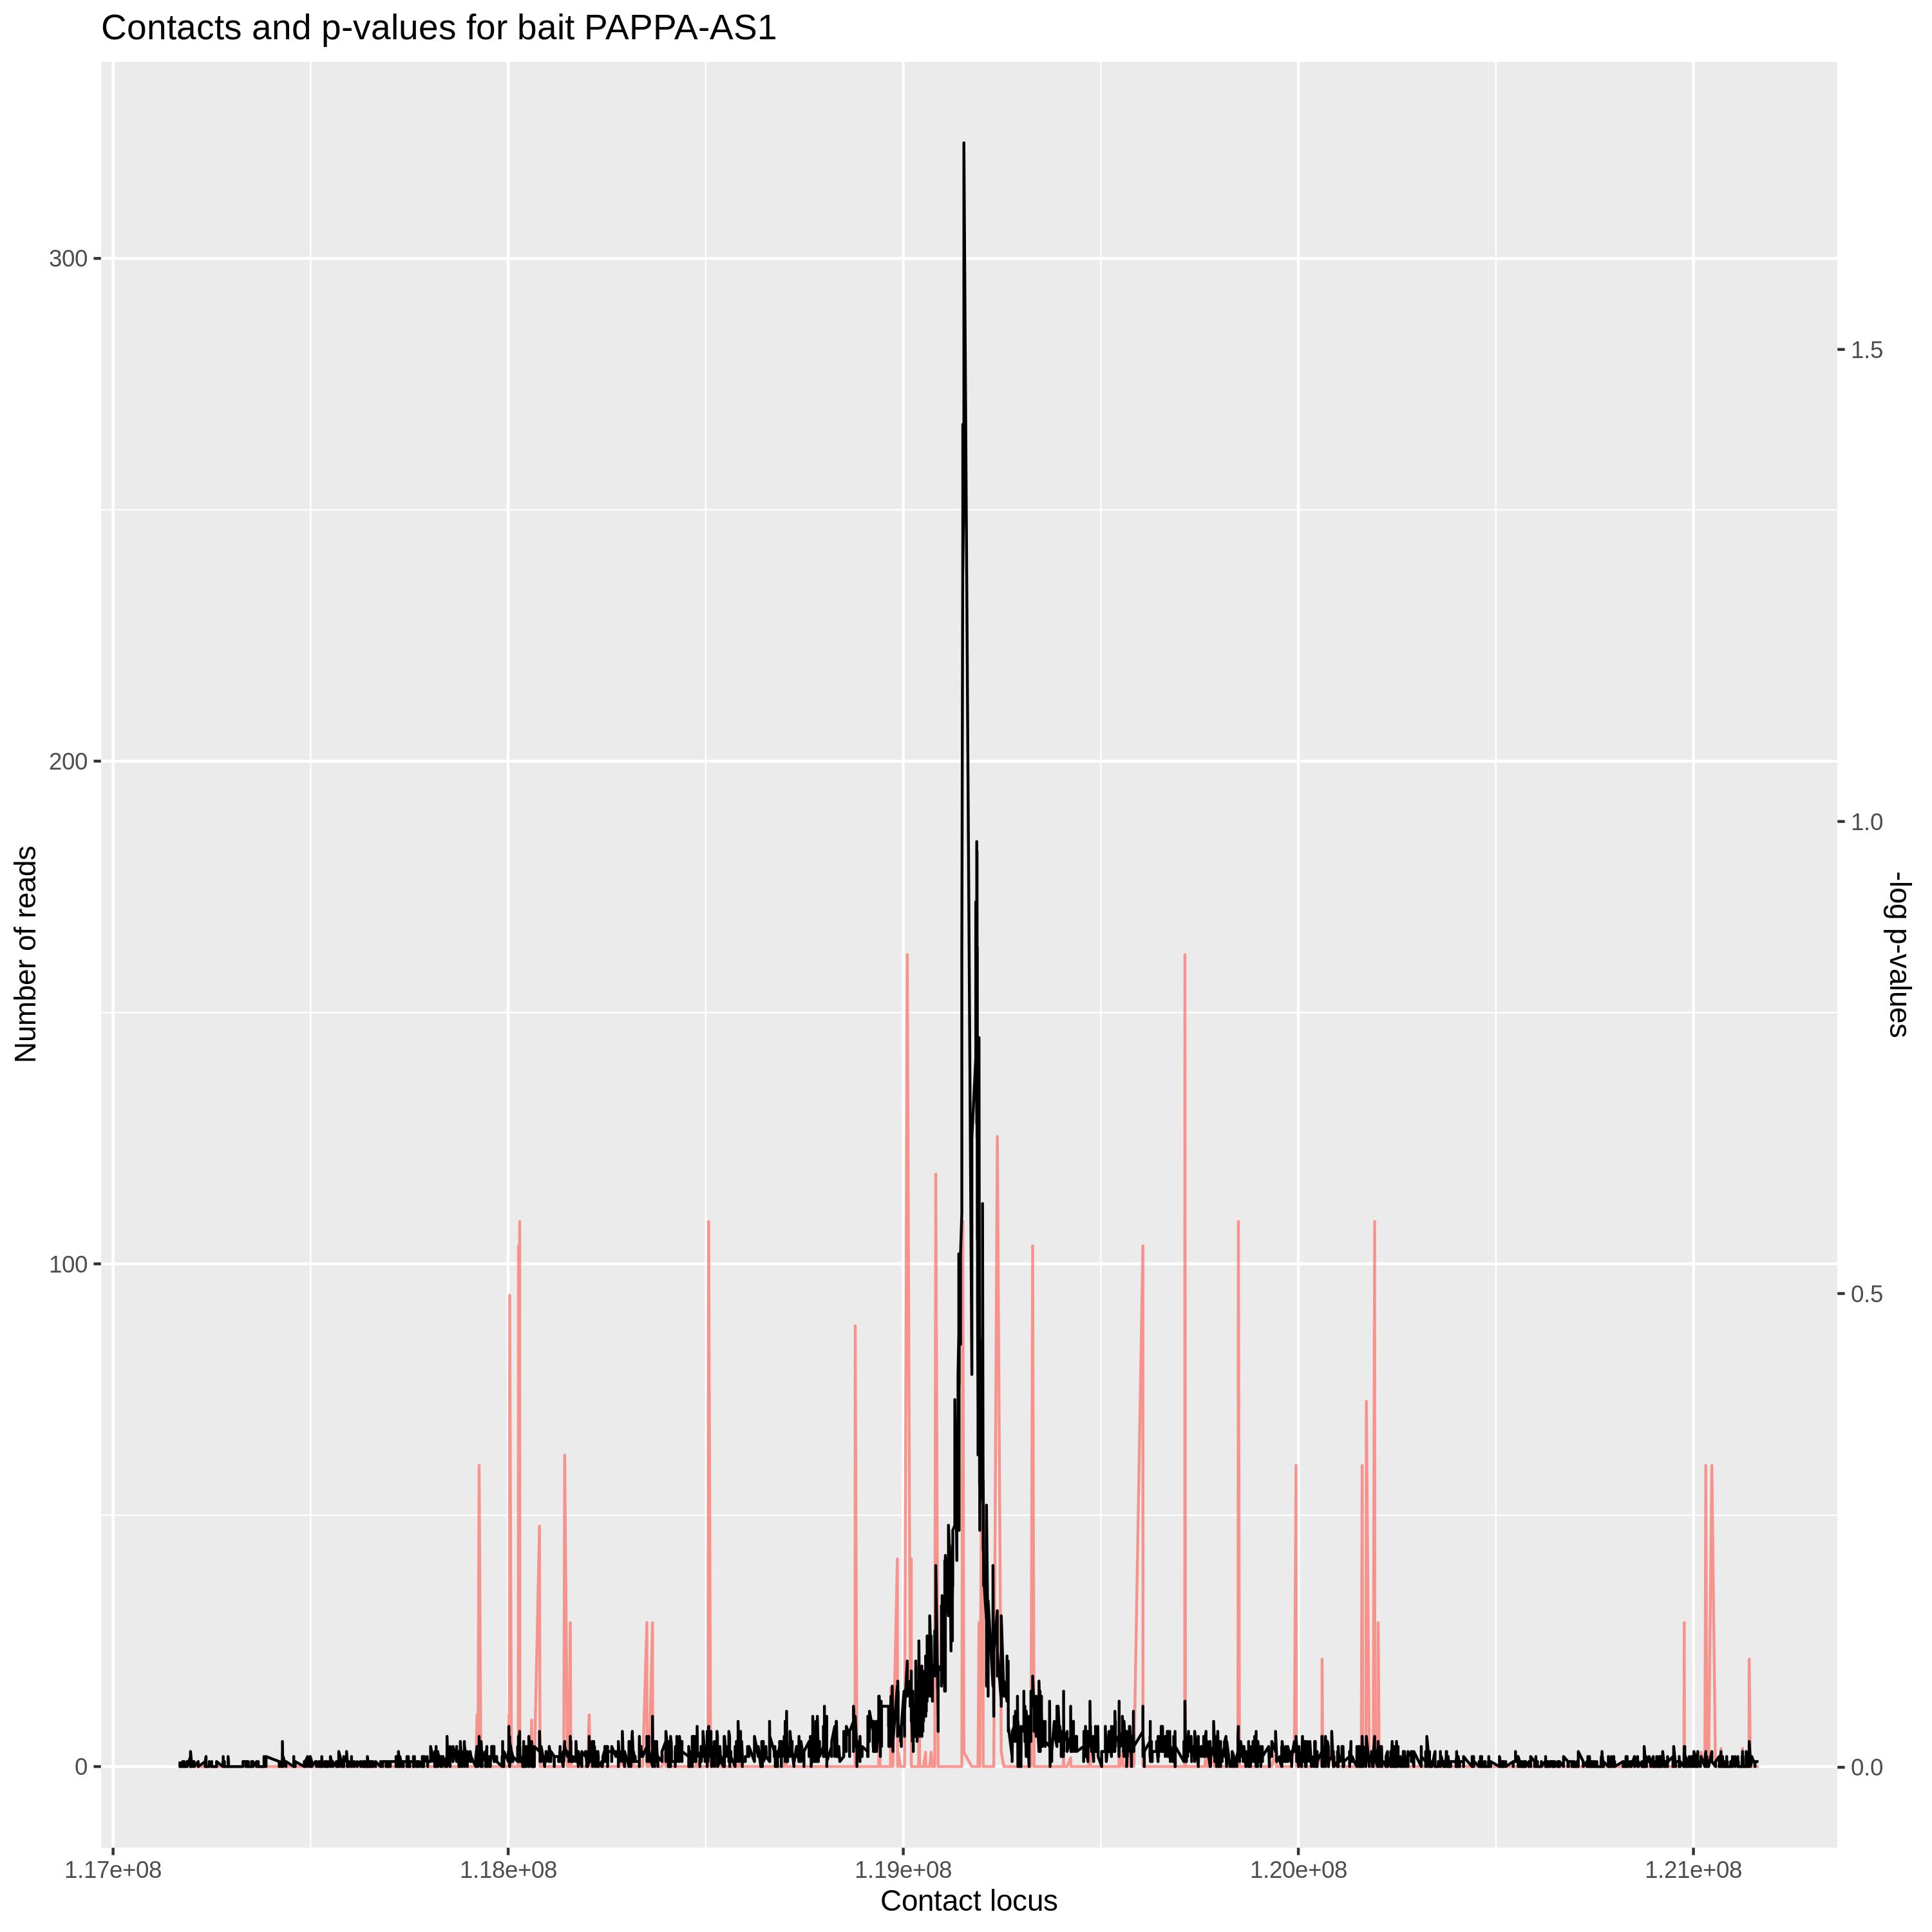 Contacts and p-values for bait PAPPA-AS1
300
200
100
0
Number of reads
1.5
1.0
0.5
0.0
-log p-values
1.17e+08
1.18e+08
1.19e+08
1.20e+08
1.21e+08
Contact locus